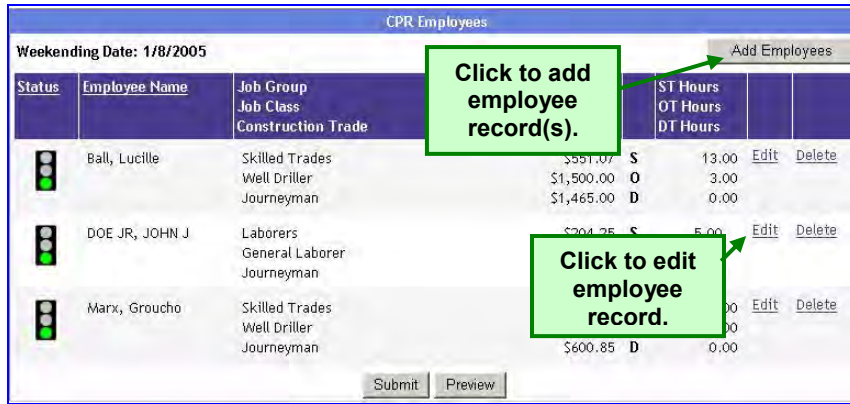 CPR Employees
Weekending Date: 1/8/2005
Add Employees
Click to add
employee
record(s).
Status Employee Name Job Group ST Hours
Job Class OT Hours
Construction Trade DT Hours
Ball, Lucille Skilled Trades $551.07 S 13.00 Edit Delete
Well Driller $1,500.00 O 3.00
Journeyman $1,465.00 D 0.00
DOE JR, JOHN J Laborers $204.25 S 5.00 Edit Delete
General Laborer
Journeyman
Click to edit
employee
record.
Marx, Groucho Skilled Trades Edit Delete
Well Driller
Journeyman $600.85 D 0.00
Submit Preview